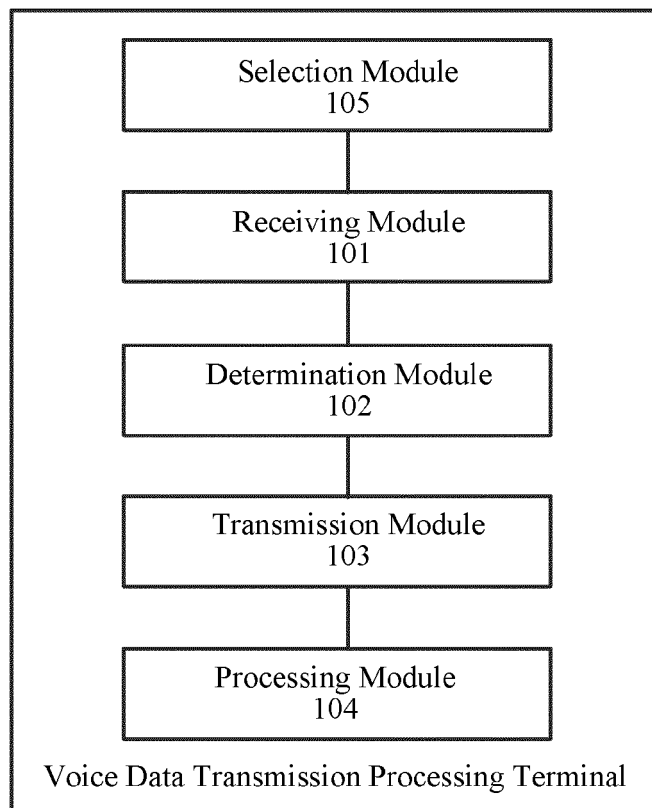 Selection Module
105
Receiving Module
101
Determination Module
102
Transmission Module
103
Processing Module
104
Voice Data Transmission Processing Terminal